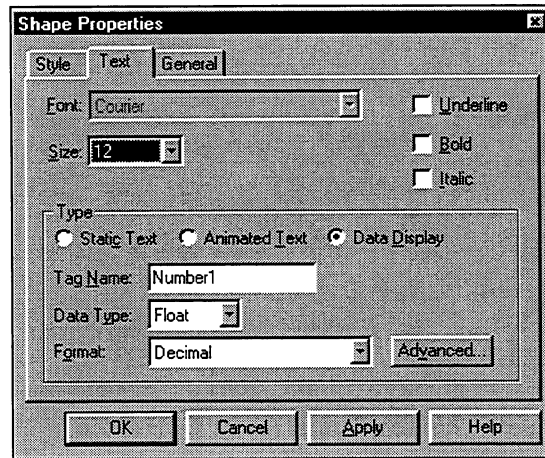 Shape Properties
Style Text General
Font: Courier Underline
Size: 12 Bold
Italic
Type
Static Text Animated Text Data Display
Tag Name: Number1
Data Type: Float
Format: Decimal Advanced...
OK Cancel Apply Help